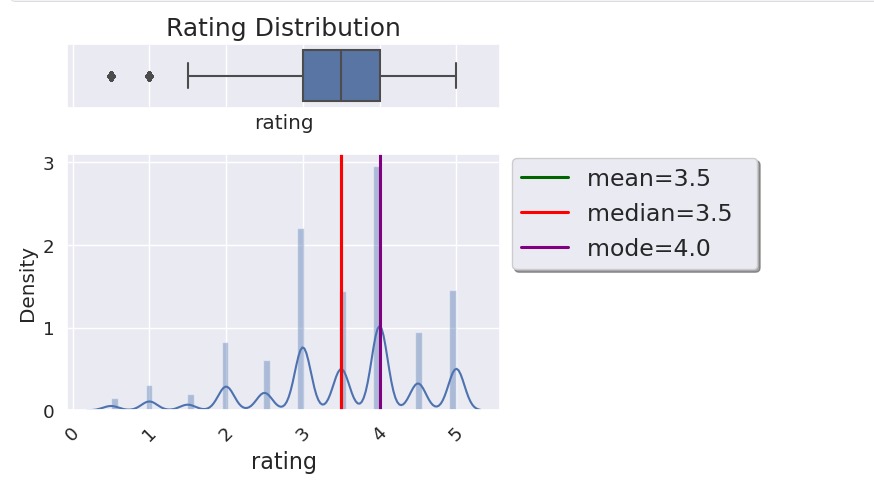 Rating Distribution
rating
3
2
1
0
Density
0 1 2 3 4 5
rating
mean=3.5
median=3.5
mode=4.0